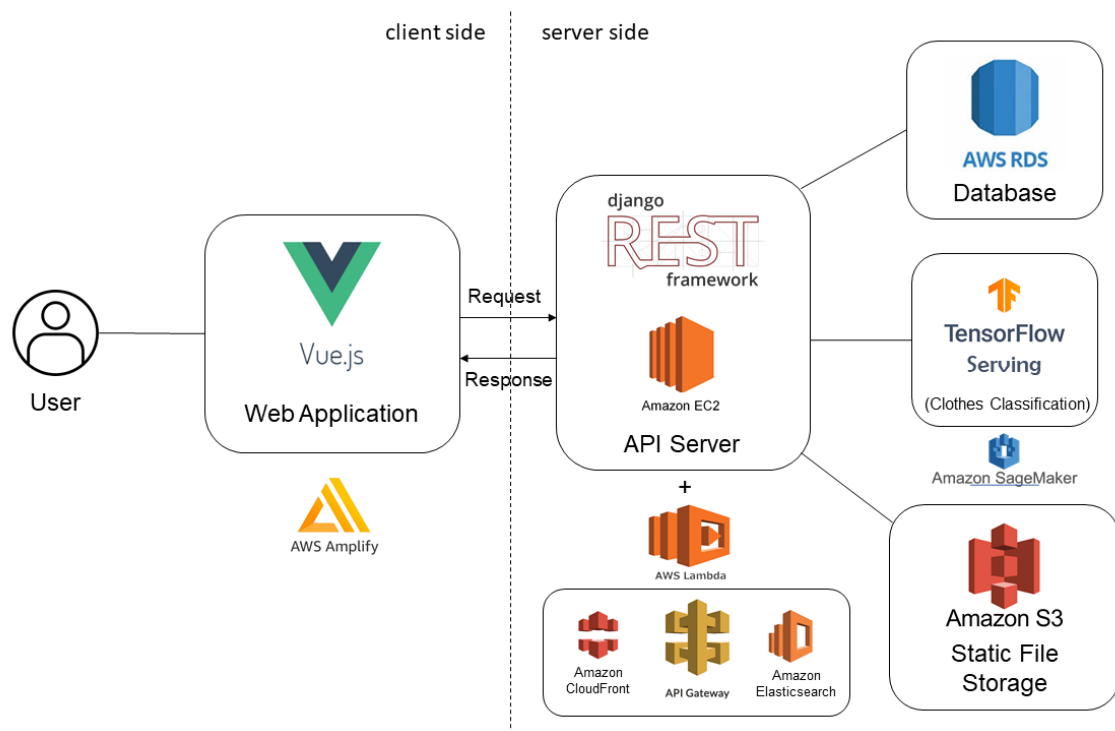 client side
server side
User
Vue.js
Web Application
AWS Amplify
Request
Response
django
REST
framework
Amazon EC2
API Server
+
AWS Lambda
Amazon
CloudFront
API Gateway
Amazon
Elasticsearch
AWS RDS
Database
TensorFlow
Serving
(Clothes Classification)
Amazon SageMaker
Amazon S3
Static File
Storage